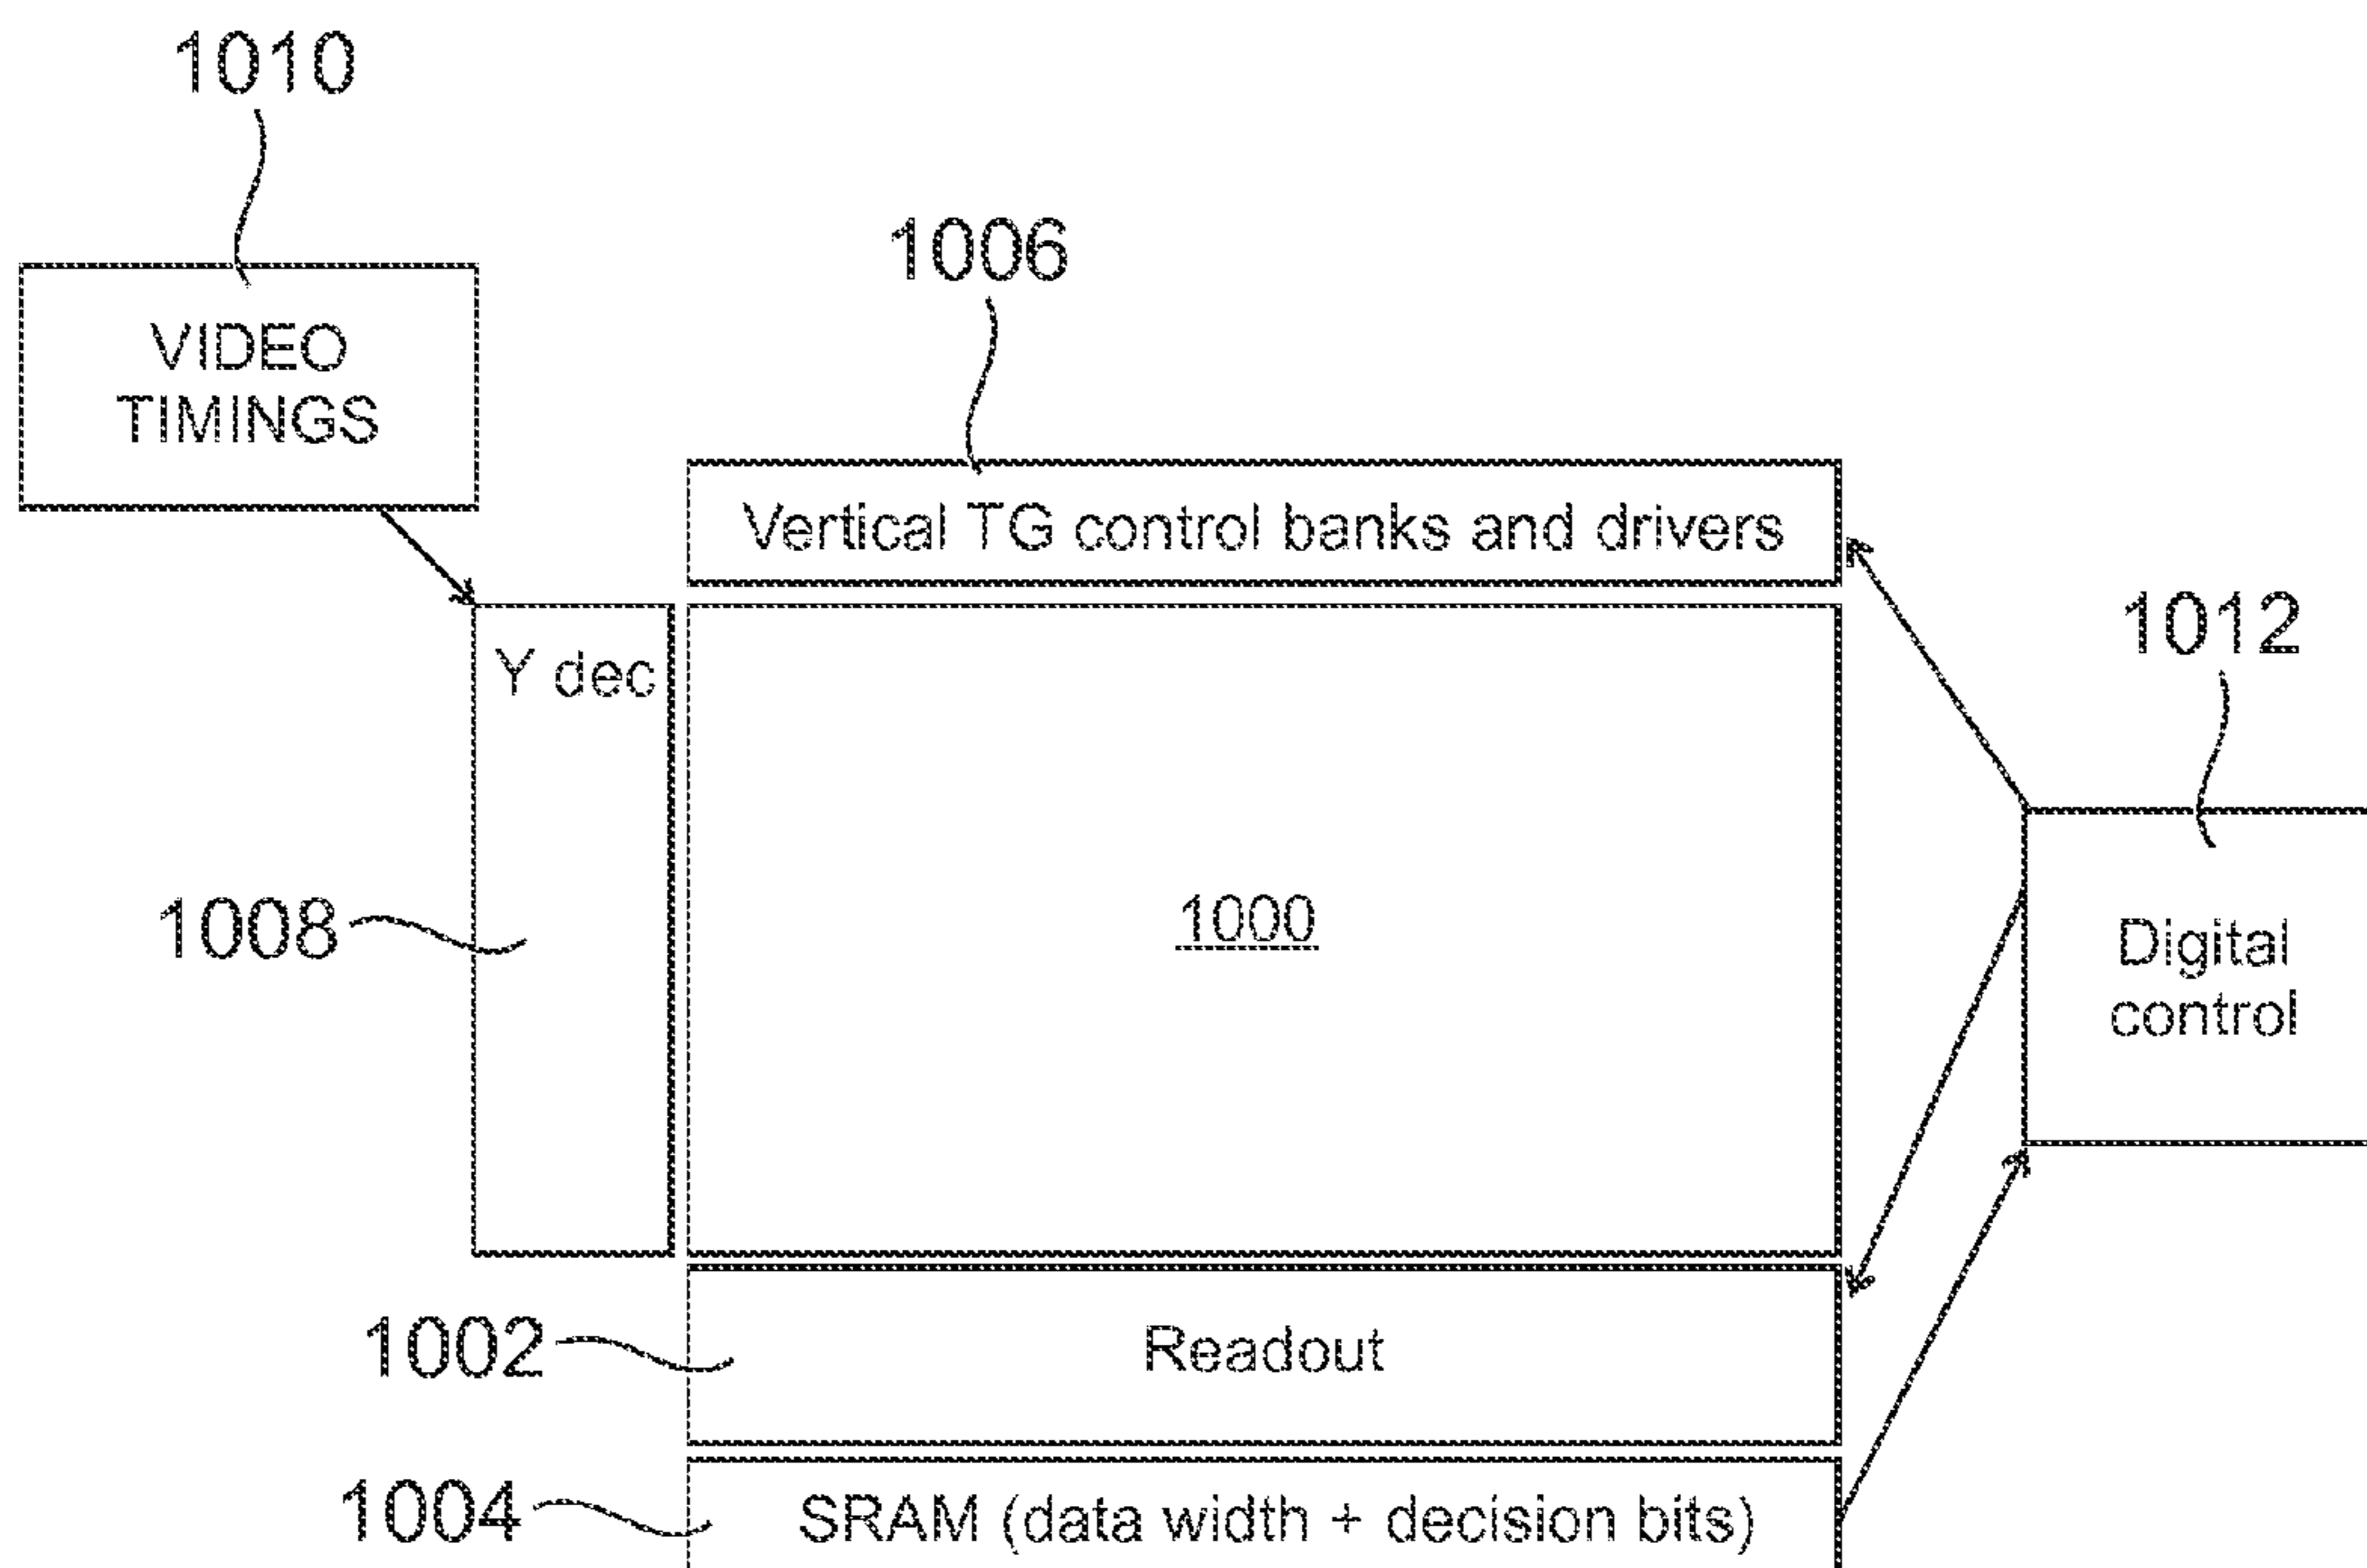 1010
VIDEO
TIMINGS
1006
Vertical TG control banks and drivers
1012
Y dec
1008
1000
Digital
control
1002
Readout
1004
SRAM (data width + decision bits)